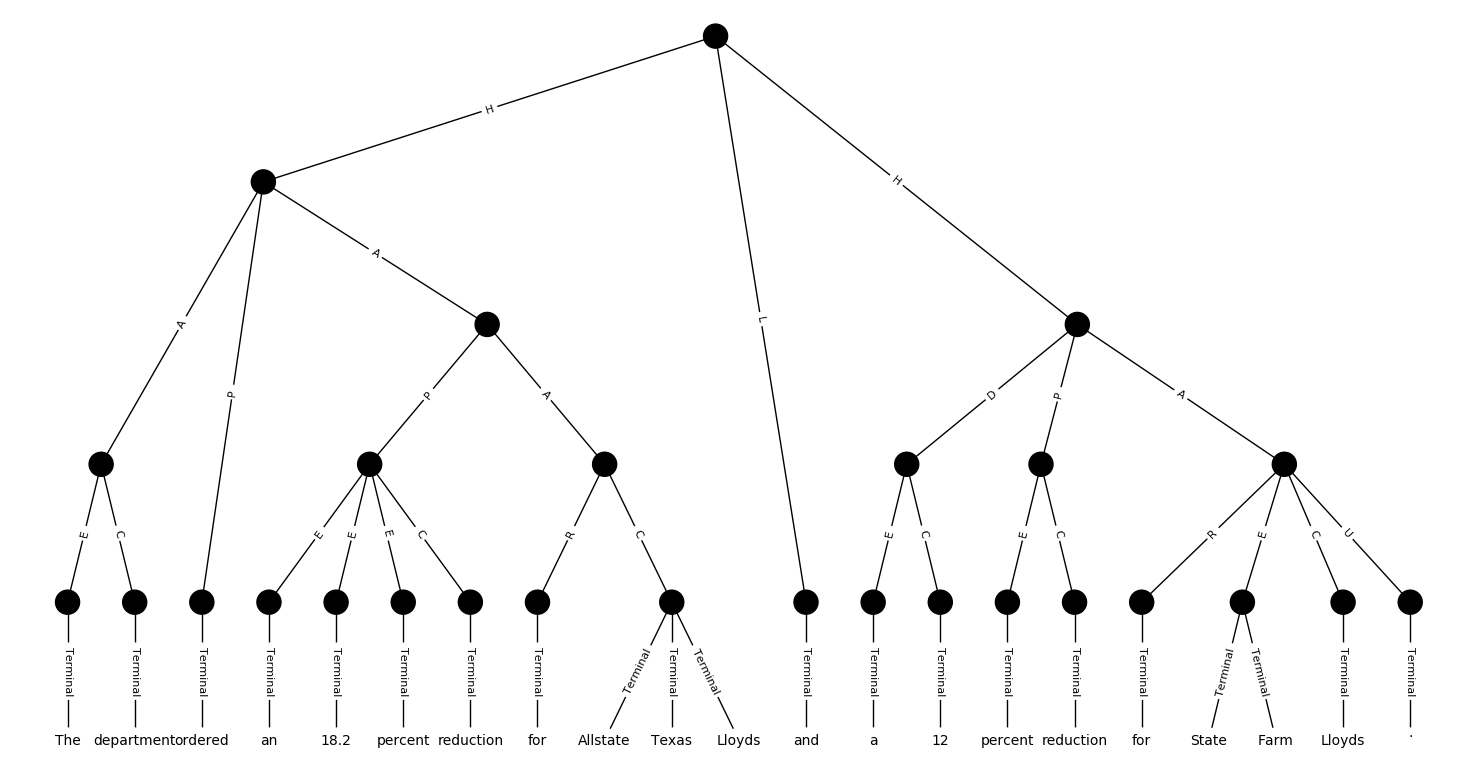 H
H
A
L
P
A
P
A
D
P
A
E
C
E
E
E
C
R
C
E
C
E
C
R
E
C
U
Terminal Terminal Terminal Terminal Terminal Terminal Terminal Terminal Terminal Terminal Terminal Terminal Terminal Terminal Terminal Terminal Terminal Terminal Terminal Terminal Terminal
The department ordered an 18.2 percent reduction for Allstate Texas Lloyds and a 12 percent reduction for State Farm Lloyds .